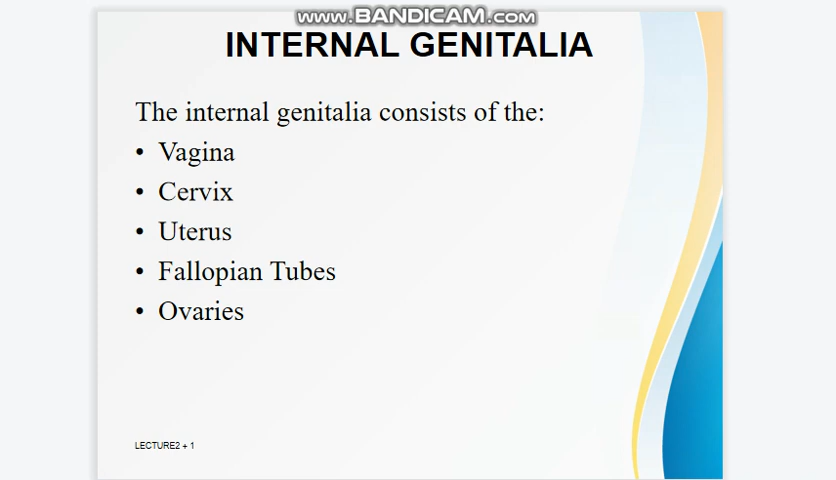 www.BANDICAM.com
INTERNAL GENITALIA
The internal genitalia consists of the:
• Vagina
• Cervix
• Uterus
• Fallopian Tubes
• Ovaries
LECTURE2 + 1